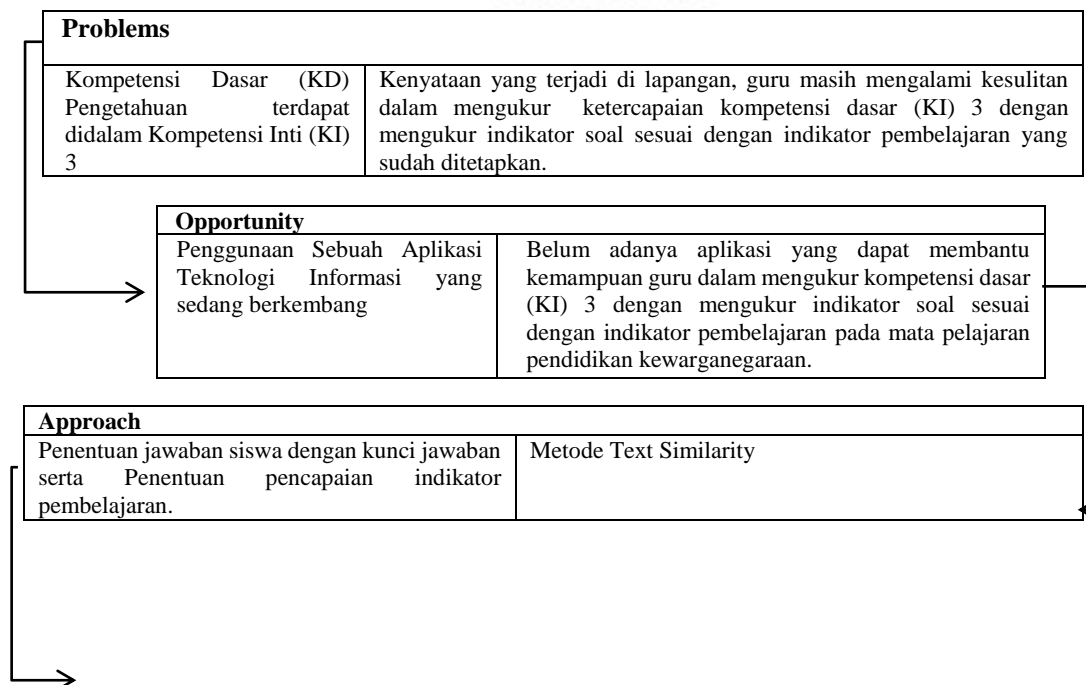 Problems
Kompetensi Dasar (KD)
Pengetahuan terdapat
didalam Kompetensi Inti (KI)
3
Kenyataan yang terjadi di lapangan, guru masih mengalami kesulitan
dalam mengukur ketercapaian kompetensi dasar (KI) 3 dengan
mengukur indikator soal sesuai dengan indikator pembelajaran yang
sudah ditetapkan.
Opportunity
Penggunaan Sebuah Aplikasi
Teknologi Informasi yang
sedang berkembang
Belum adanya aplikasi yang dapat membantu
kemampuan guru dalam mengukur kompetensi dasar
(KI) 3 dengan mengukur indikator soal sesuai
dengan indikator pembelajaran pada mata pelajaran
pendidikan kewarganegaraan.
Approach
Penentuan jawaban siswa dengan kunci jawaban
serta Penentuan pencapaian indikator
pembelajaran.
Metode Text Similarity